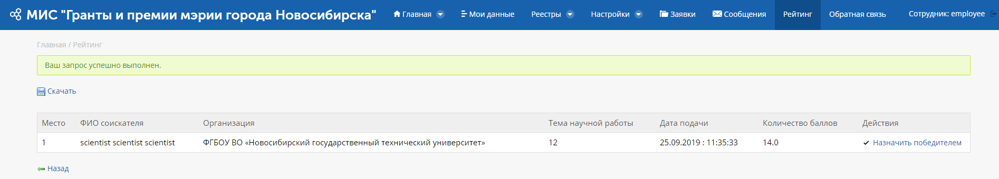 МИС "Гранты и премии мэрии города Новосибирска" Главная Мои данные Реестры Настройки Заявки Сообщения Рейтинг Обратная связь Сотрудник: employee
Главная / Рейтинг
Ваш запрос успешно выполнен.
Скачать
Место ФИО соискателя Организация Тема научной работы Дата подачи Количество баллов Действия
1 scientist scientist scientist ФГБОУ ВО «Новосибирский государственный технический университет» 12 25.09.2019 : 11:35:33 14.0 Назначить победителем
Назад